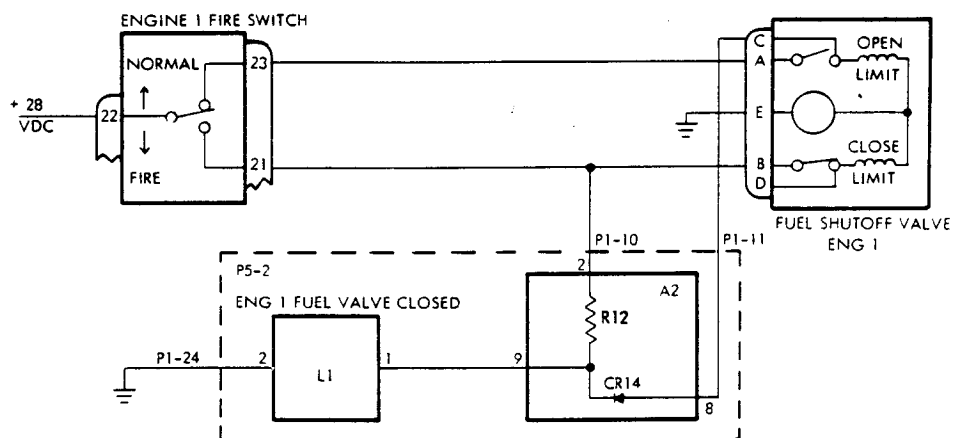 ENGINE 1 FIRE SWITCH
NORMAL
FIRE
+ 28
VDC
22
23
21
C
A
E
B
D
OPEN
LIMIT
CLOSE
LIMIT
FUEL SHUTOFF VALVE
ENG 1
P1-10
P1-11
P5-2
2
A2
ENG 1 FUEL VALVE CLOSED
R12
P1-24
2
L1
1
9
CR14
8